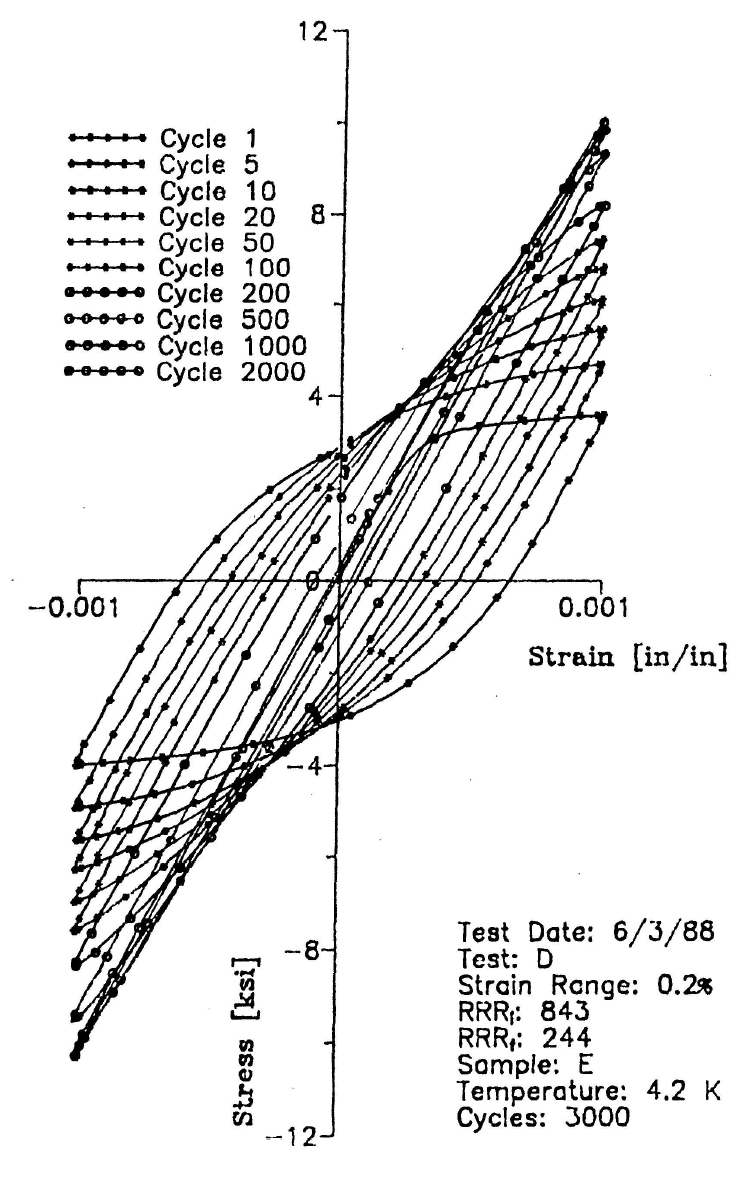 12
Cycle 1
Cycle 5
Cycle 10
Cycle 20
8
Cycle 50
Cycle 100
Cycle 200
Cycle 500
Cycle 1000
Cycle 2000
4
0
-0.001
0.001
Strain [in/in]
-4
Test Date: 6/3/88
Test: D
-8
Strain Range: 0.2%
RRRi: 843
RRRf: 244
Sample: E
Temperature: 4.2 K
Cycles: 3000
Stress [ksi]
-12